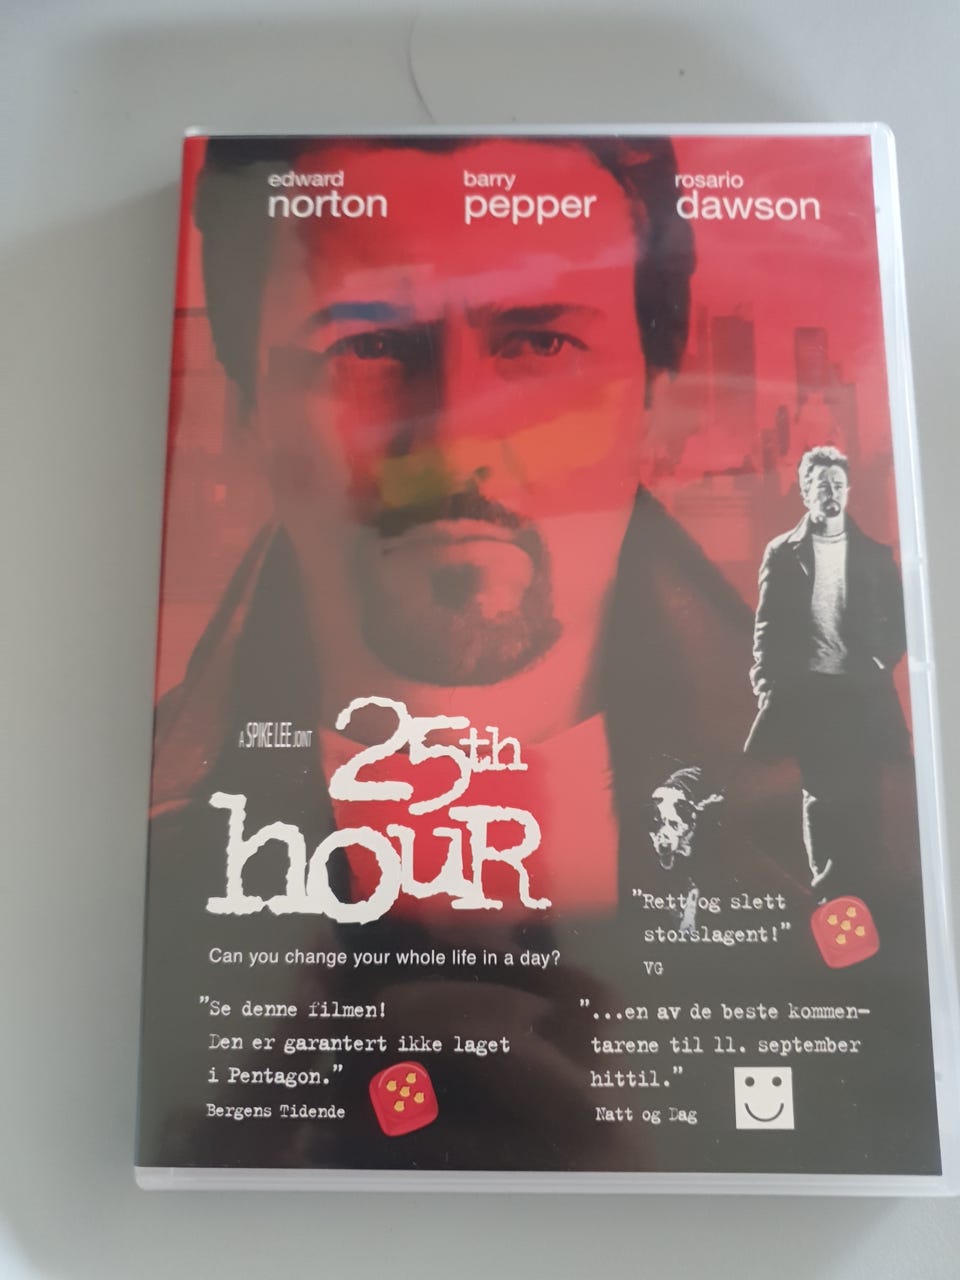 edward norton
barry pepper
rosario dawson
A SPIKE LEE JOINT
25th
houR
Can you change your whole life in a day?
"Rett og slett
storslagent!"
VG
"Se denne filmen!
Den er garantert ikke laget
i Pentagon."
Bergens Tidende
"...en av de beste kommen-
tarene til 11. september
hittil."
Natt og Dag